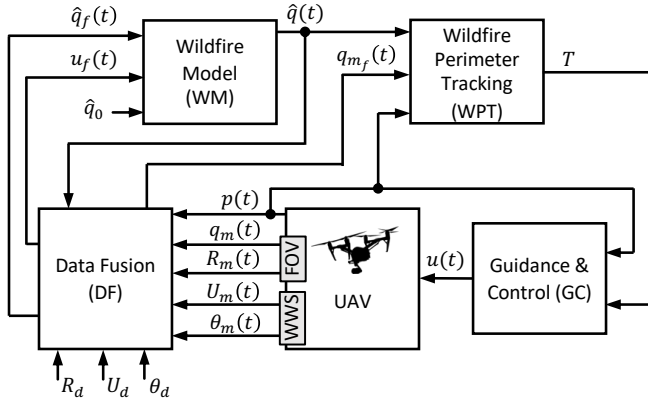 q̂_f(t)
u_f(t)
q̂_0
Wildfire
Model
(WM)
q̂(t)
q_{m_f}(t)
Wildfire
Perimeter
Tracking
(WPT)
T
p(t)
q_m(t)
R_m(t)
U_m(t)
θ_m(t)
Data Fusion
(DF)
FOV
WWS
UAV
u(t)
Guidance &
Control (GC)
R_d U_d θ_d